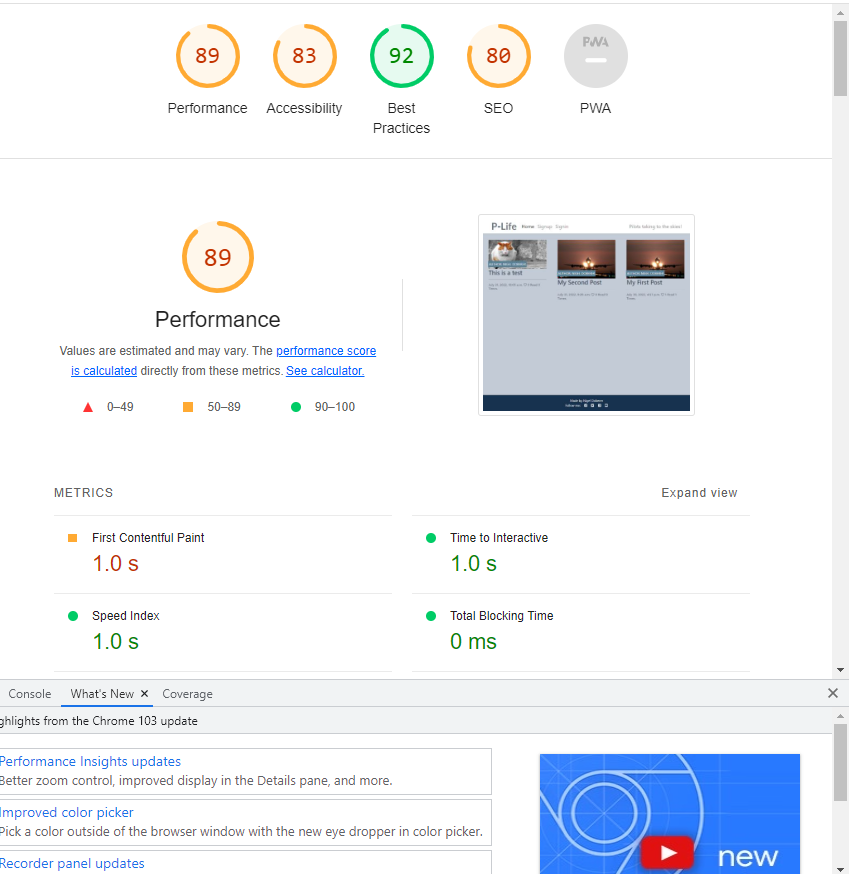 89
83
92
80
PWA
Performance
Accessibility
Best
Practices
SEO
PWA
89
Performance
Values are estimated and may vary. The performance score
is calculated directly from these metrics. See calculator.
0–49
50–89
90–100
P-Life Home Signup Signin
This is a test
My Second Post
My First Post
METRICS
Expand view
First Contentful Paint
1.0 s
Time to Interactive
1.0 s
Speed Index
1.0 s
Total Blocking Time
0 ms
Console
What's New
Coverage
ghlights from the Chrome 103 update
Performance Insights updates
Better zoom control, improved display in the Details pane, and more.
Improved color picker
Pick a color outside of the browser window with the new eye dropper in color picker.
Recorder panel updates
new